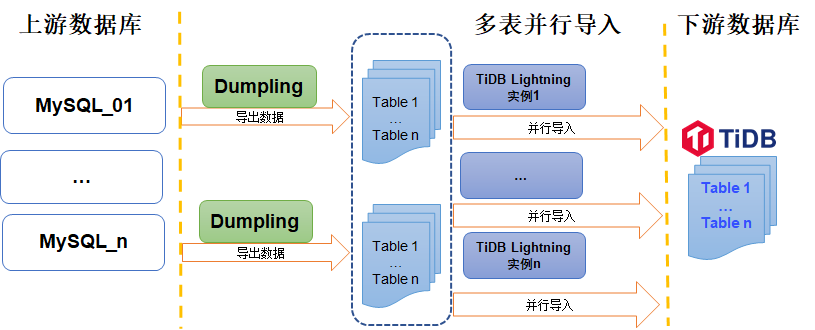 上游数据库
多表并行导入
下游数据库
MySQL_01
...
MySQL_n
Dumpling
导出数据
Dumpling
导出数据
Table 1
...
Table n
Table 1
...
Table n
TiDB Lightning
实例1
并行导入
...
并行导入
TiDB Lightning
实例n
并行导入
TiDB
Table 1
...
Table n